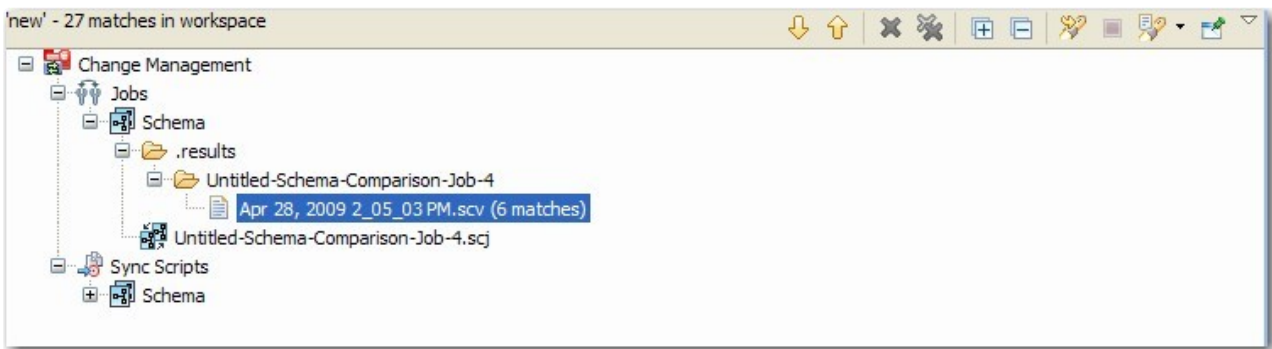 'new' - 27 matches in workspace
Change Management
Jobs
Schema
.results
Untitled-Schema-Comparison-Job-4
Apr 28, 2009 2_05_03 PM.scv (6 matches)
Untitled-Schema-Comparison-Job-4.scj
Sync Scripts
Schema